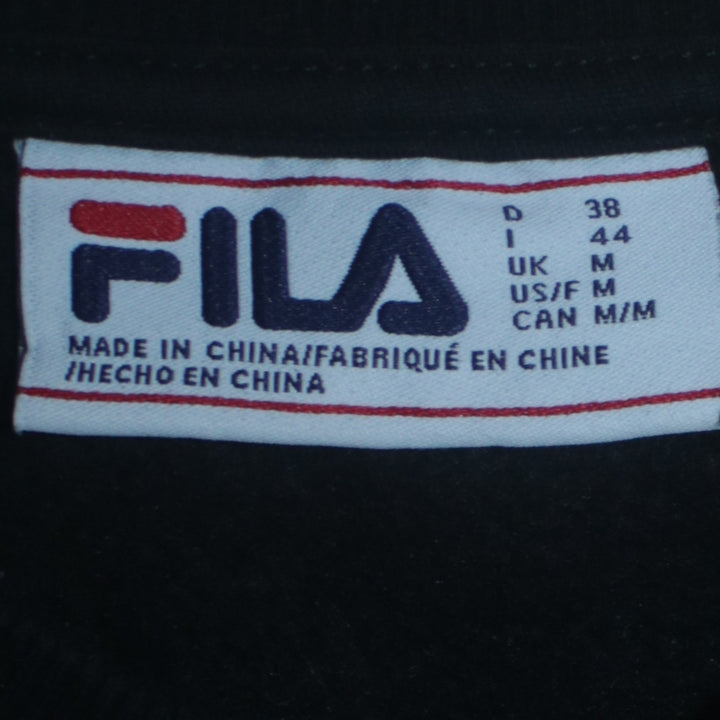 FILA
D 38
I 44
UK M
US/F M
CAN M/M
MADE IN CHINA/FABRIQUÉ EN CHINE
/HECHO EN CHINA